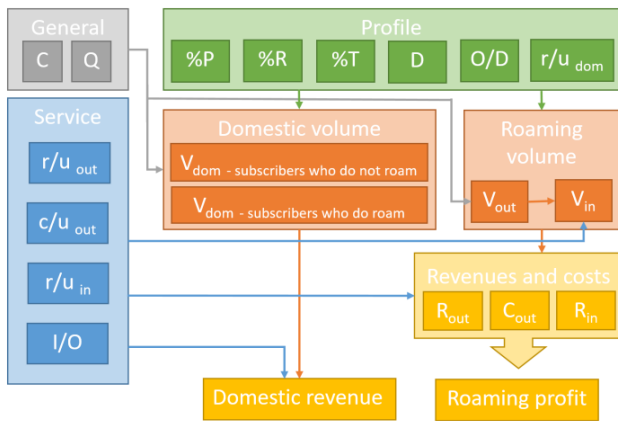 General
C Q
Profile
%P %R %T D O/D r/u dom
Service
r/u out
c/u out
r/u in
I/O
Domestic volume
V dom - subscribers who do not roam
V dom - subscribers who do roam
Roaming
volume
V out V in
Revenues and costs
R out C out R in
Domestic revenue
Roaming profit